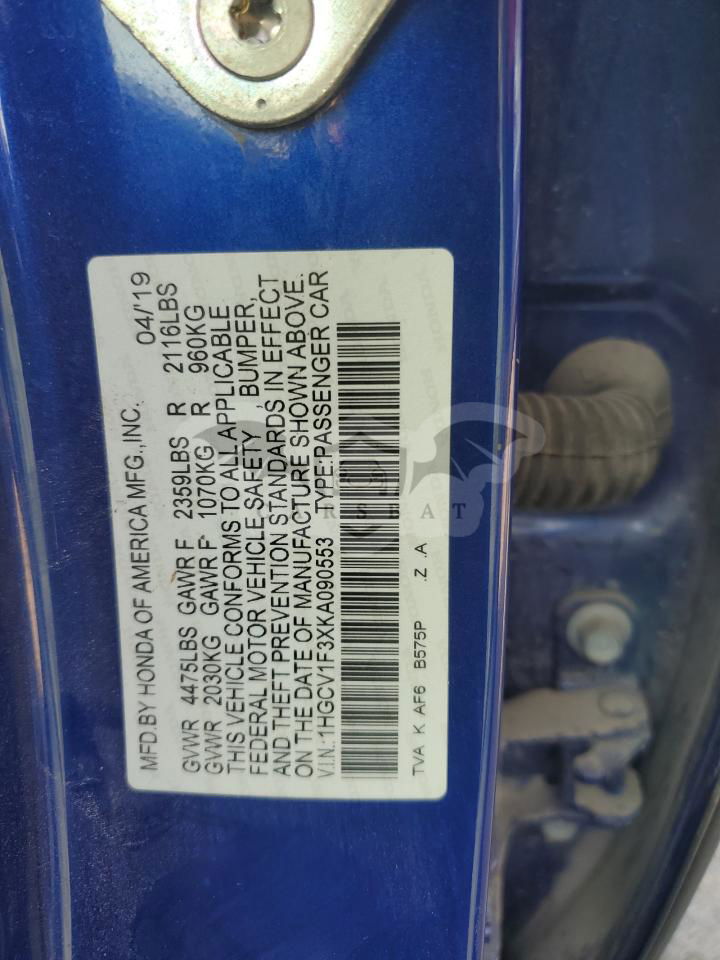 MFD.BY HONDA OF AMERICA MFG.,INC. 04/'19
GVWR 4475LBS GAWR F 2359LBS R 2116LBS
GVWR 2030KG GAWR F 1070KG R 960KG
THIS VEHICLE CONFORMS TO ALL APPLICABLE
FEDERAL MOTOR VEHICLE SAFETY, BUMPER,
AND THEFT PREVENTION STANDARDS IN EFFECT
ON THE DATE OF MANUFACTURE SHOWN ABOVE.
V.I.N.:1HGCV1F3XKA090553 TYPE:PASSENGER CAR
TVA K AF6 B575P .Z .A